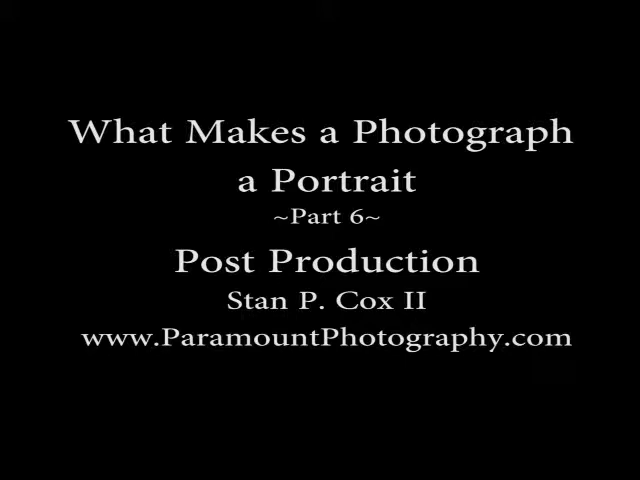 What Makes a Photograph
a Portrait
~Part 6~
Post Production
Stan P. Cox II
www.ParamountPhotography.com